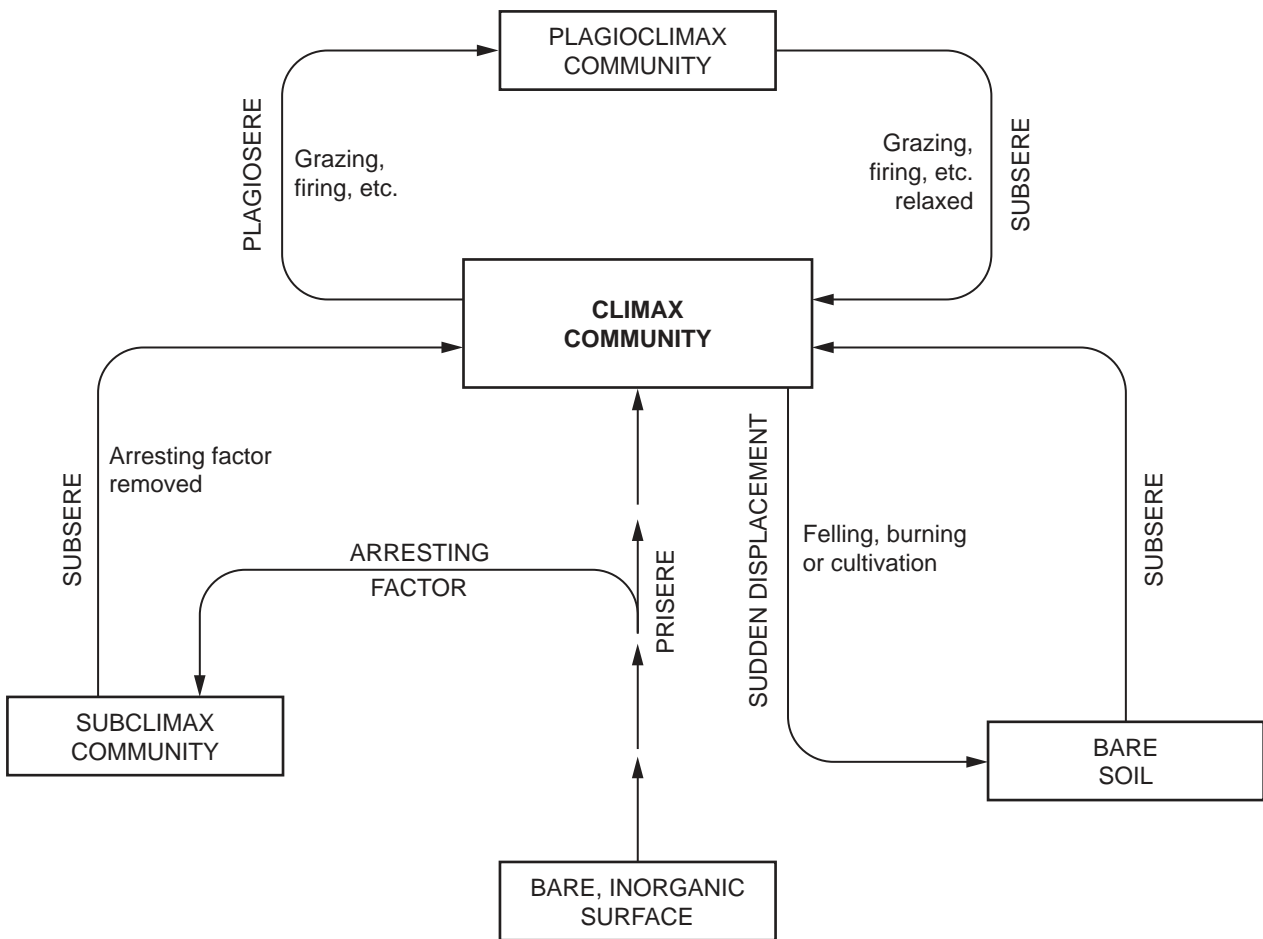 PLAGIOCLIMAX
COMMUNITY
PLAGIOSERE
Grazing,
firing, etc.
Grazing,
firing, etc.
relaxed
SUBSERE
CLIMAX
COMMUNITY
SUBSERE
Arresting factor
removed
ARRESTING
FACTOR
PRISERE
SUDDEN DISPLACEMENT
Felling, burning
or cultivation
SUBSERE
SUBCLIMAX
COMMUNITY
BARE
SOIL
BARE, INORGANIC
SURFACE